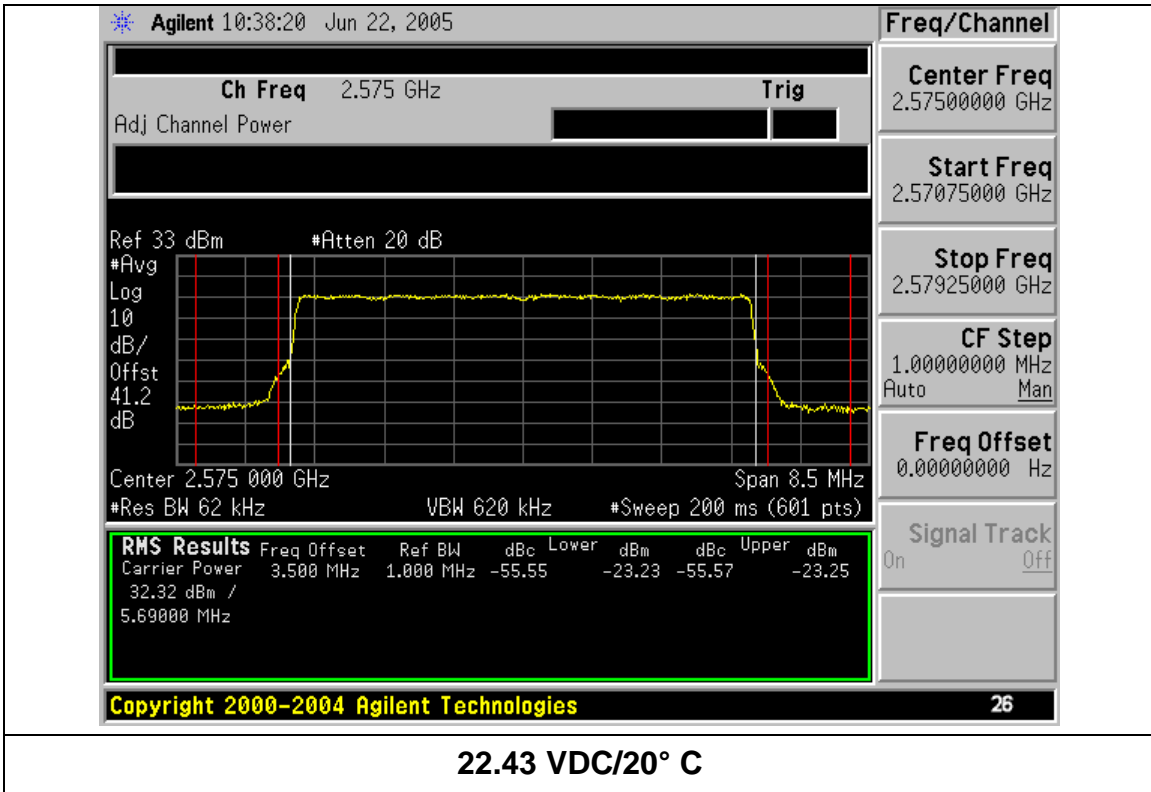 Agilent 10:38:20 Jun 22, 2005
Freq/Channel
Ch Freq 2.575 GHz Trig
Adj Channel Power
Center Freq
2.57500000 GHz
Start Freq
2.57075000 GHz
Stop Freq
2.57925000 GHz
CF Step
1.00000000 MHz
Auto Man
Freq Offset
0.00000000 Hz
Signal Track
On Off
Ref 33 dBm #Atten 20 dB
#Avg
Log
10
dB/
Offst
41.2
dB
Center 2.575 000 GHz Span 8.5 MHz
#Res BW 62 kHz VBW 620 kHz #Sweep 200 ms (601 pts)
RMS Results Freq Offset Ref BW dBc Lower dBm dBc Upper dBm
Carrier Power 3.500 MHz 1.000 MHz -55.55 -23.23 -55.57 -23.25
32.32 dBm /
5.69000 MHz
Copyright 2000-2004 Agilent Technologies 26
22.43 VDC/20° C